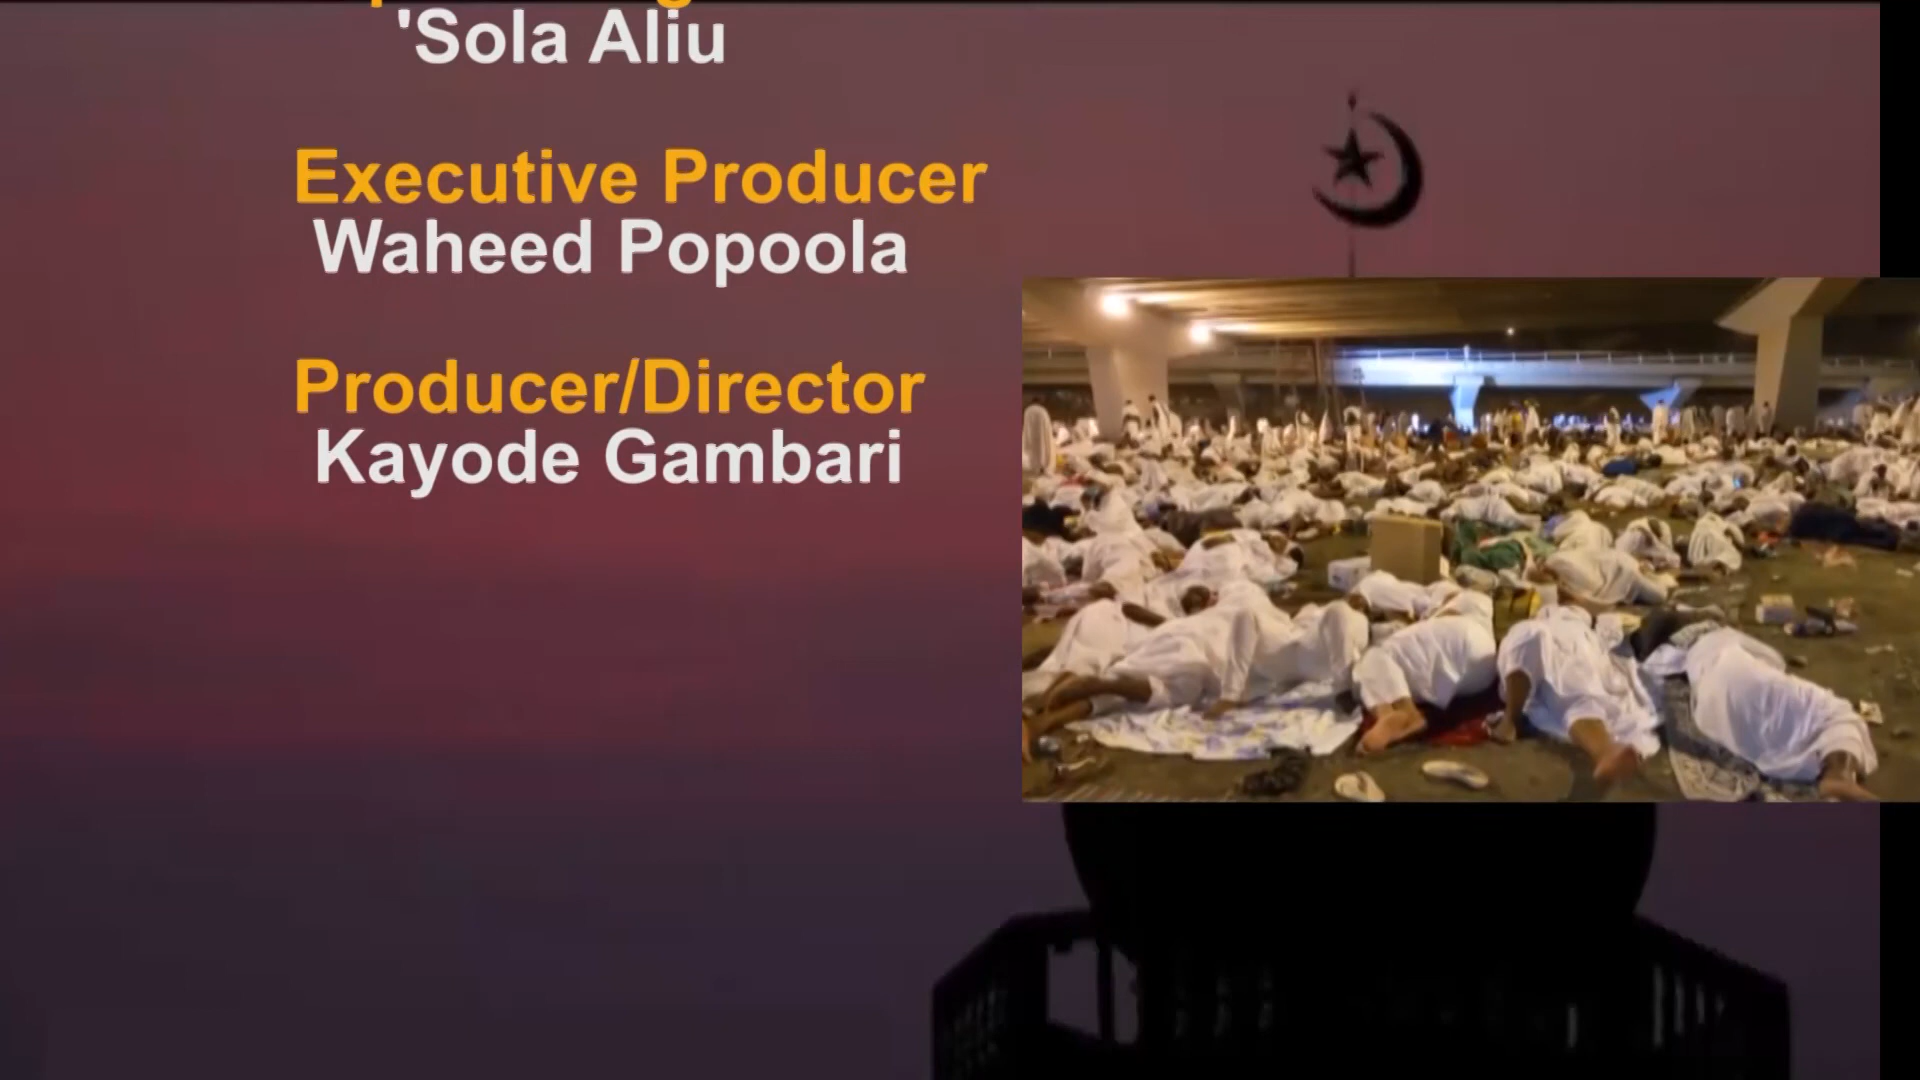 'Sola Aliu
Executive Producer
Waheed Popoola
Producer/Director
Kayode Gambari